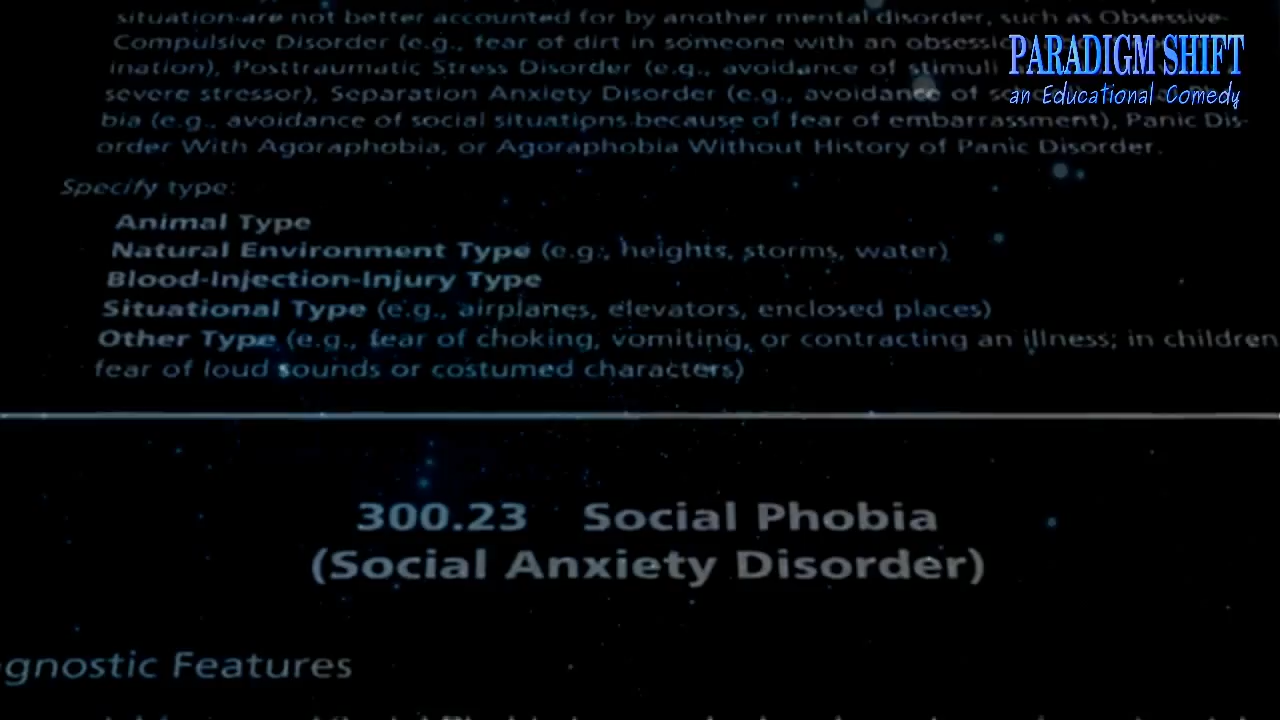 situation are not better accounted for by another mental disorder, such as Obsessive-
Compulsive Disorder (e.g., fear of dirt in someone with an
ination), Posttraumatic Stress Disorder (e.g., avoidance of stimuli
severe stressor), Separation Anxiety Disorder (e.g., avoidance of
bia (e.g., avoidance of social situations because of fear of embarrassment), Panic Dis-
order With Agoraphobia, or Agoraphobia Without History of Panic Disorder.
PARADIGM SHIFT
an Educational Comedy
Specify type:
Animal Type
Natural Environment Type (e.g., heights, storms, water)
Blood-Injection-Injury Type
Situational Type (e.g., airplanes, elevators, enclosed places)
Other Type (e.g., fear of choking, vomiting, or contracting an illness; in children
fear of loud sounds or costumed characters)
300.23 Social Phobia
(Social Anxiety Disorder)
gnostic Features